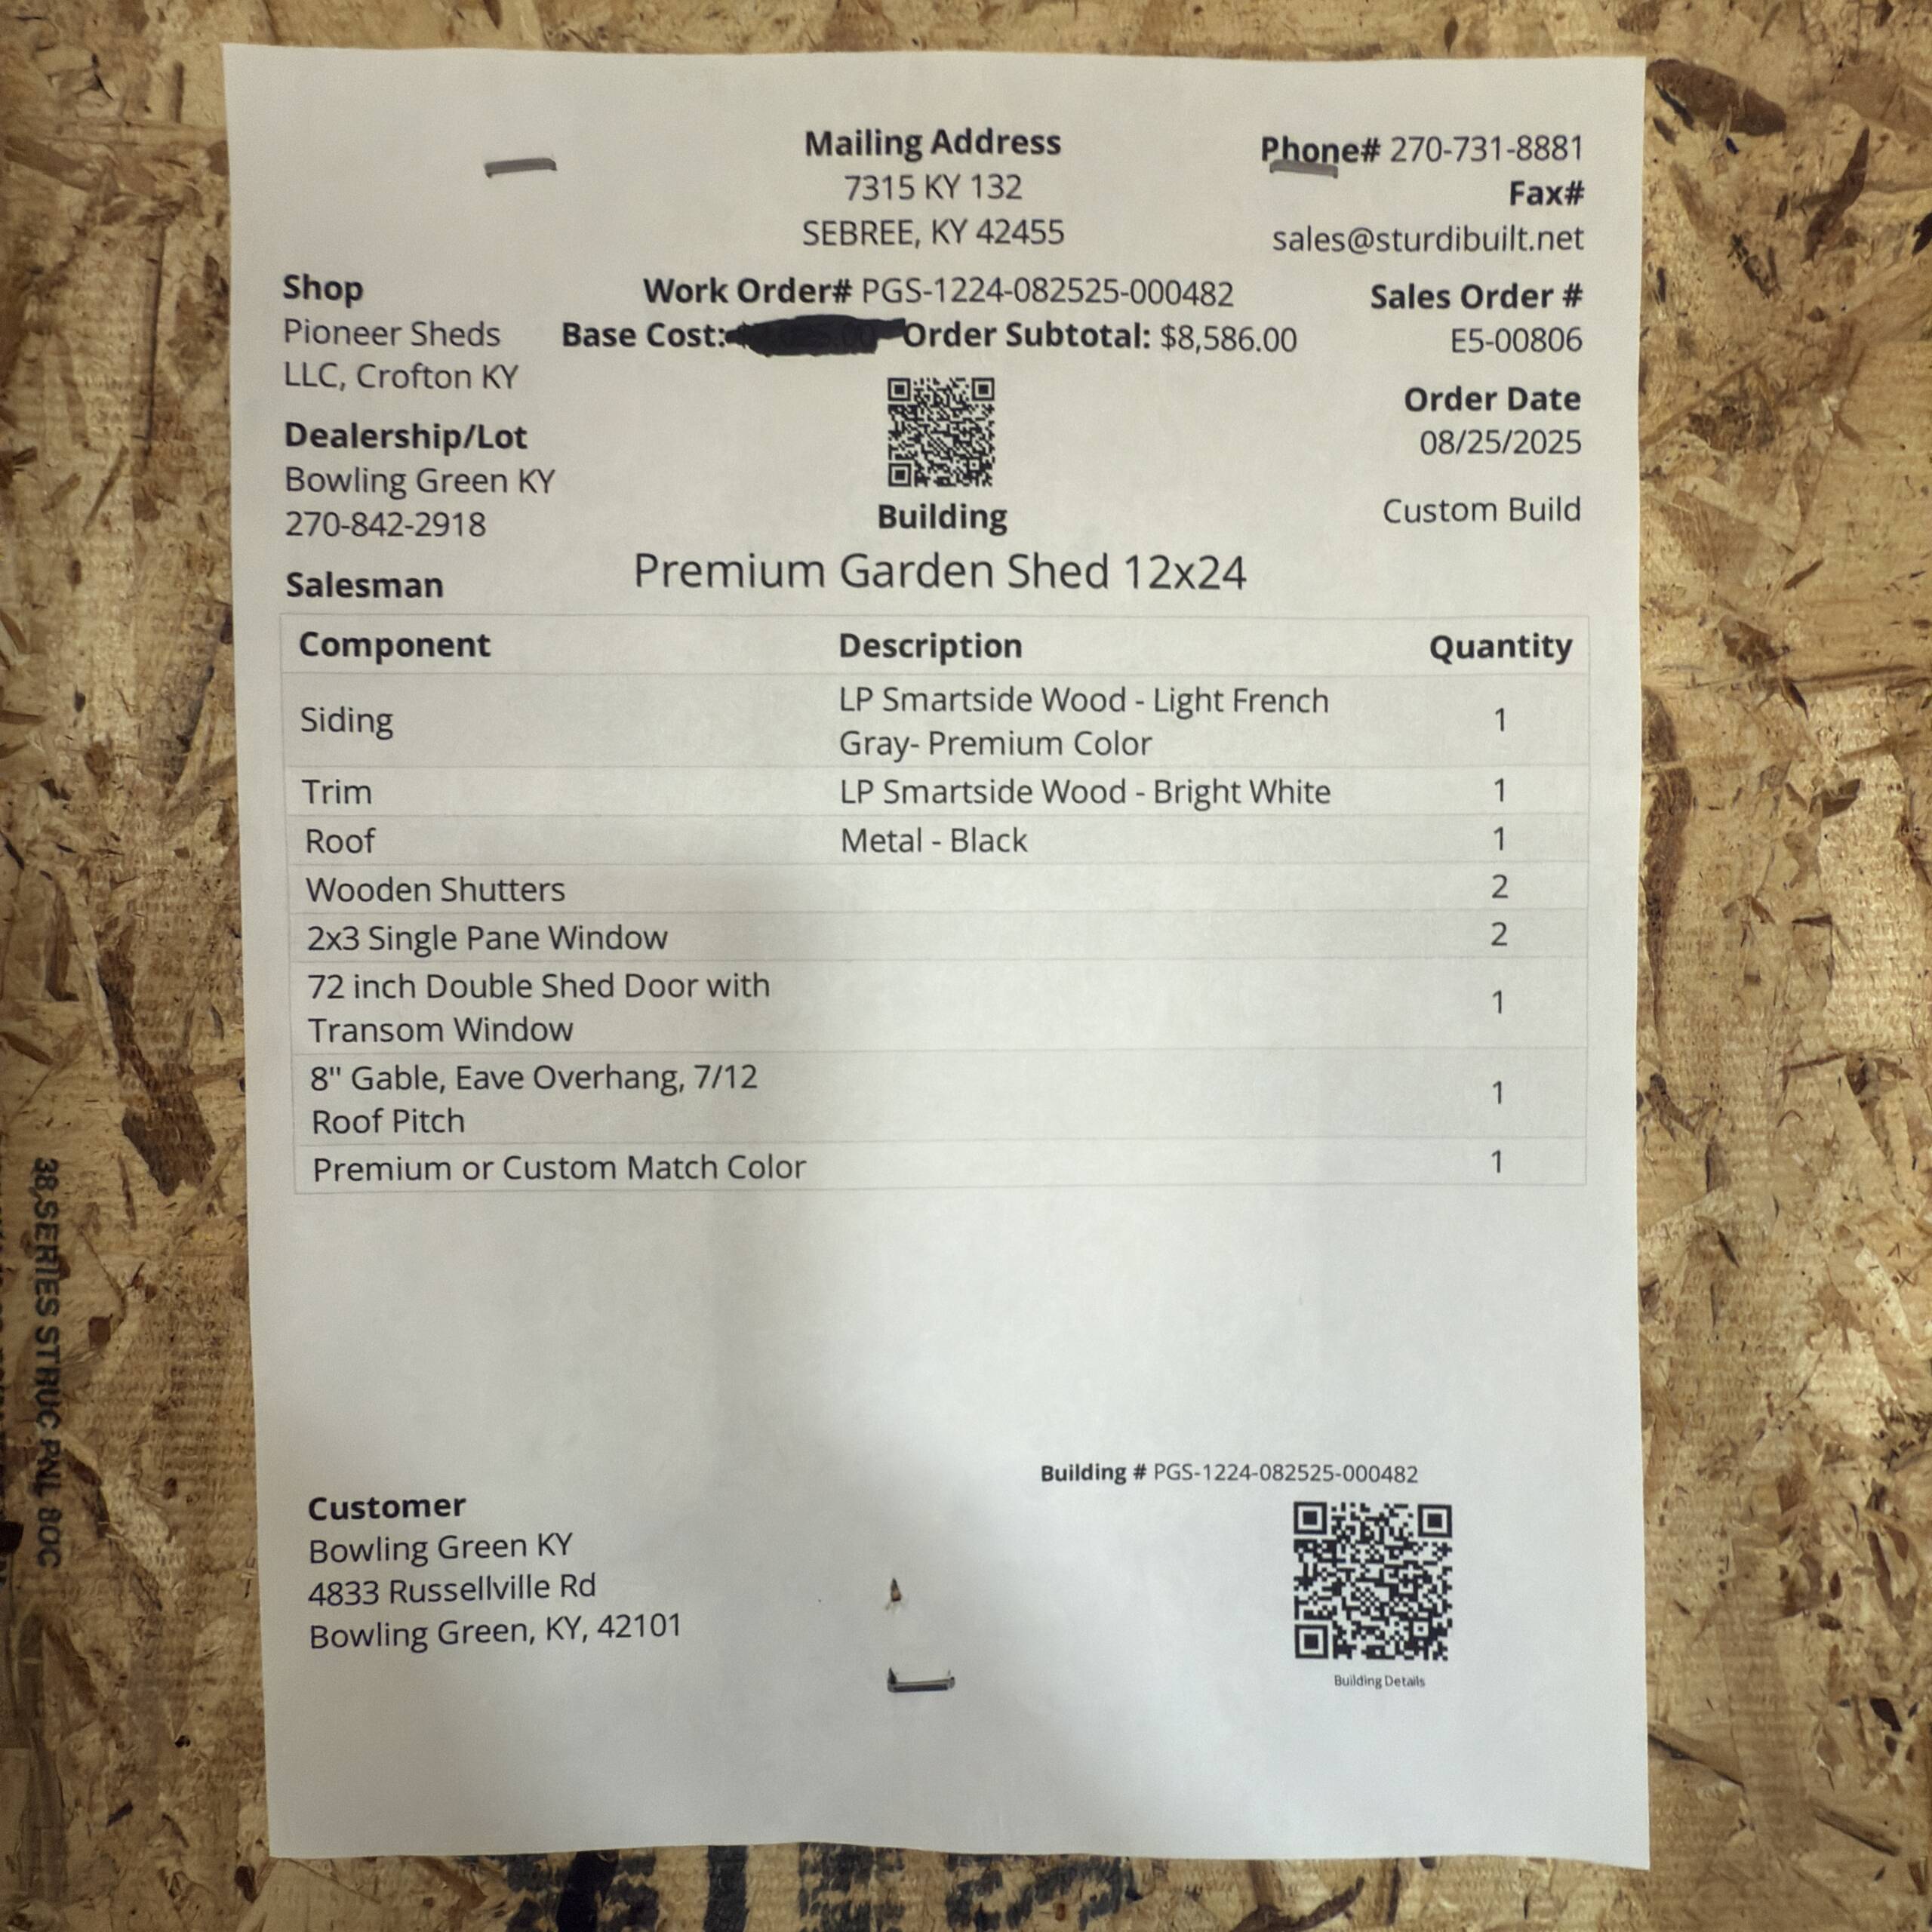 Mailing Address
7315 KY 132
SEBREE, KY 42455
Phone# 270-731-8881
Fax#
sales@sturdibuilt.net
Shop
Pioneer Sheds
LLC, Crofton KY
Dealership/Lot
Bowling Green KY
270-842-2918
Salesman
Work Order# PGS-1224-082525-000482
Base Cost: Order Subtotal: $8,586.00
Building
Premium Garden Shed 12x24
Sales Order #
E5-00806
Order Date
08/25/2025
Custom Build
Component Description Quantity
Siding LP Smartside Wood - Light French Gray- Premium Color 1
Trim LP Smartside Wood - Bright White 1
Roof Metal - Black 1
Wooden Shutters 2
2x3 Single Pane Window 2
72 inch Double Shed Door with
Transom Window 1
8" Gable, Eave Overhang, 7/12
Roof Pitch 1
Premium or Custom Match Color 1
Building # PGS-1224-082525-000482
Customer
Bowling Green KY
4833 Russellville Rd
Bowling Green, KY, 42101
Building Details
38 SERIES STRUC PNL 8OC